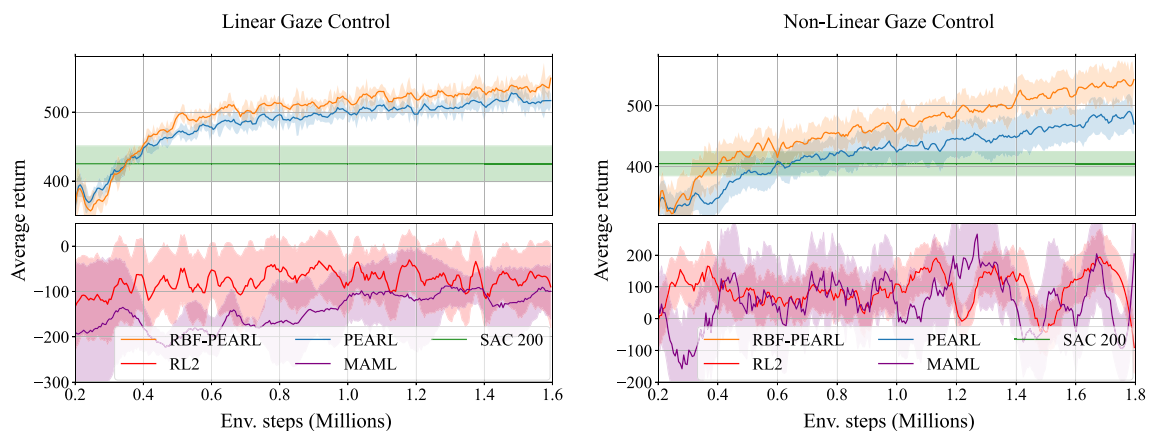 Linear Gaze Control
Average return
500
400
0
−100
−200
−300
RBF-PEARL PEARL SAC 200
RL2 MAML
0.2 0.4 0.6 0.8 1.0 1.2 1.4 1.6
Env. steps (Millions)
Non-Linear Gaze Control
Average return
500
400
200
100
0
−100
−200
RBF-PEARL PEARL SAC 200
RL2 MAML
0.2 0.4 0.6 0.8 1.0 1.2 1.4 1.6 1.8
Env. steps (Millions)